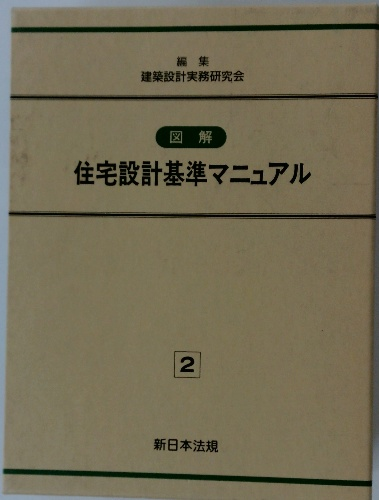 編集
建築設計実務研究会
図解
住宅設計基準マニュアル
2
新日本法規